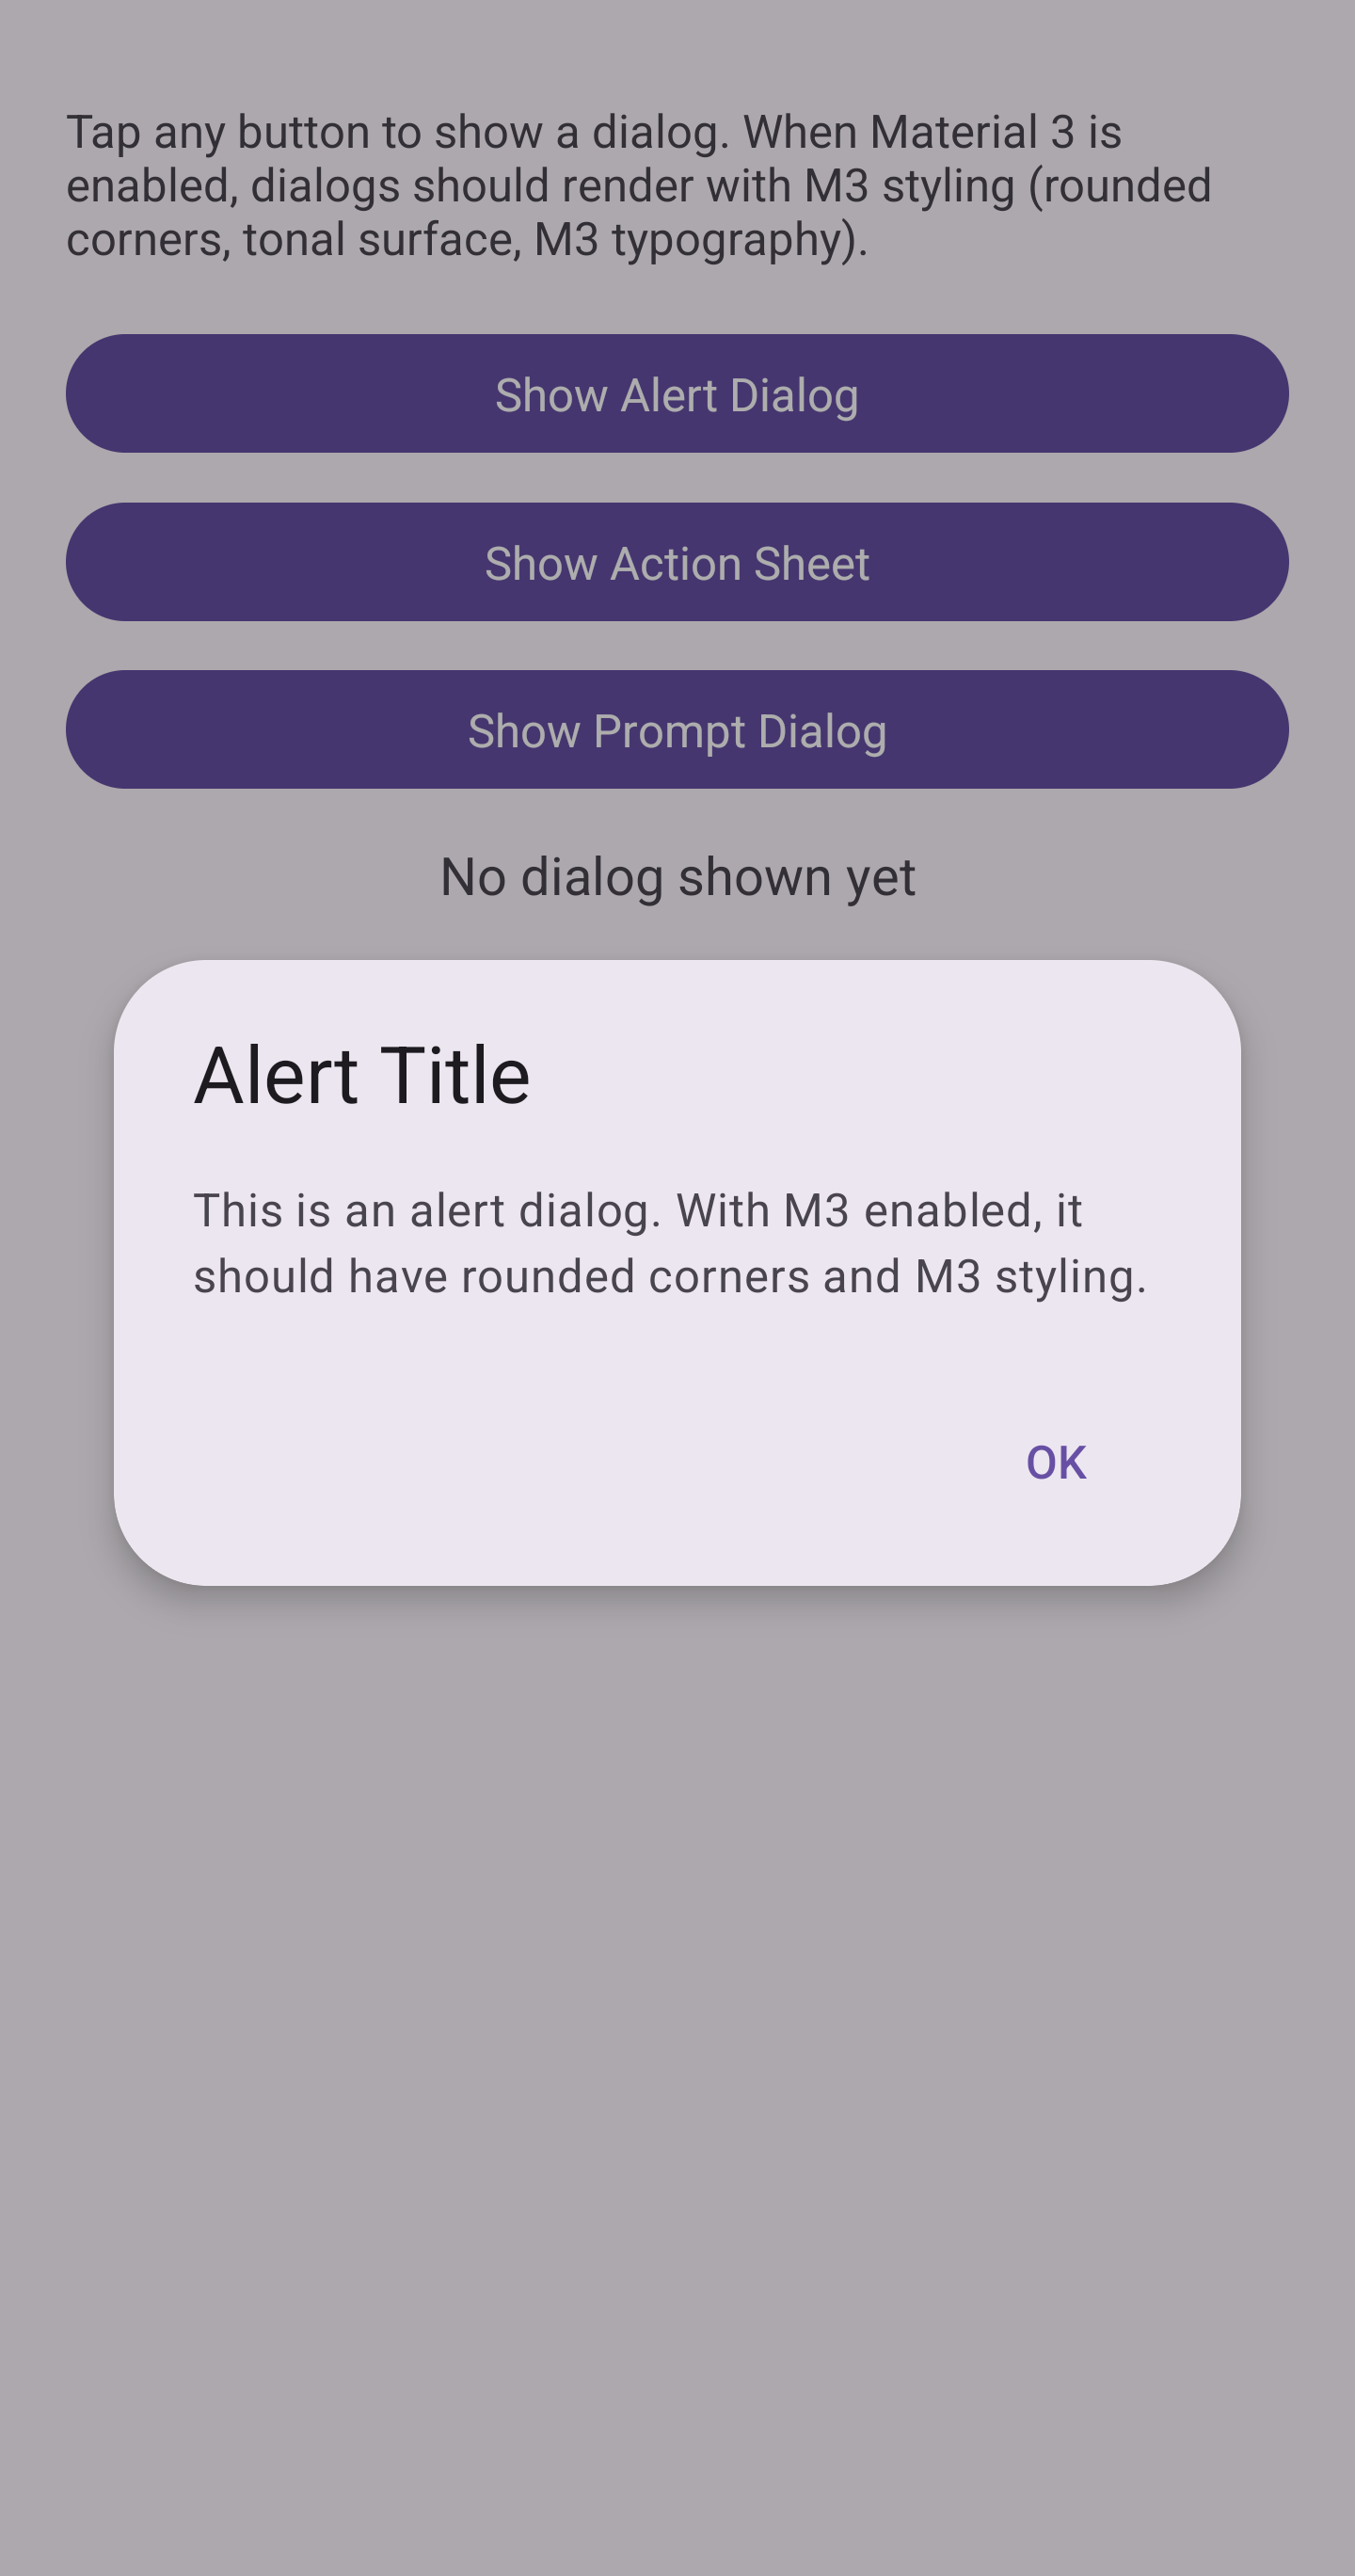 Tap any button to show a dialog. When Material 3 is
enabled, dialogs should render with M3 styling (rounded
corners, tonal surface, M3 typography).
Show Alert Dialog
Show Action Sheet
Show Prompt Dialog
No dialog shown yet
Alert Title
This is an alert dialog. With M3 enabled, it
should have rounded corners and M3 styling.
OK